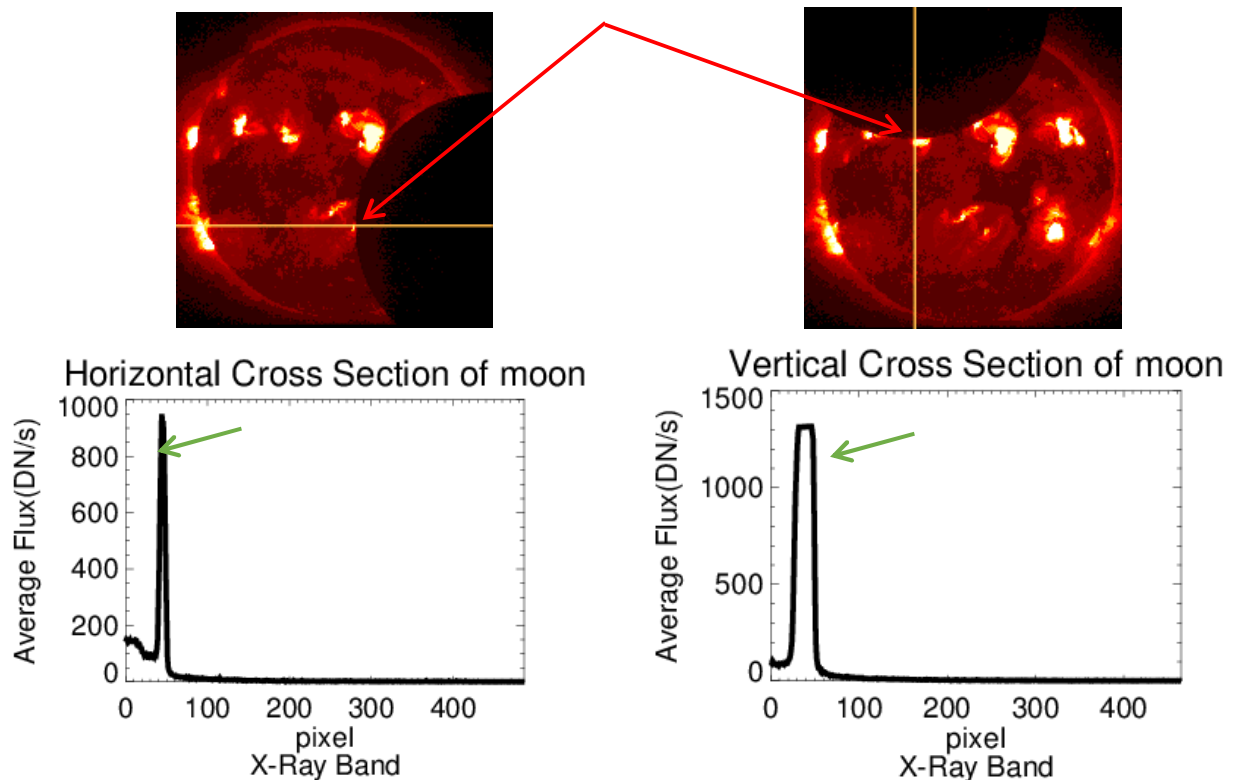 Horizontal Cross Section of moon
1000
800
600
400
200
0
Average Flux(DN/s)
0 100 200 300 400
pixel
X-Ray Band
Vertical Cross Section of moon
1500
1000
500
0
Average Flux(DN/s)
0 100 200 300 400
pixel
X-Ray Band